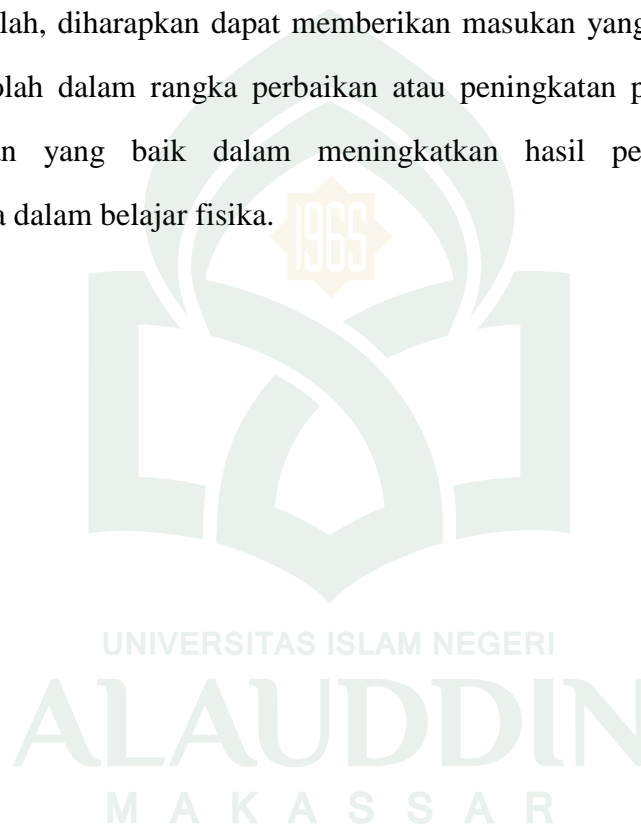 lah, diharapkan dapat memberikan masukan yang
olah dalam rangka perbaikan atau peningkatan p
n yang baik dalam meningkatkan hasil pe
a dalam belajar fisika.
1965
UNIVERSITAS ISLAM NEGERI
ALAUDDIN
MAKASSAR